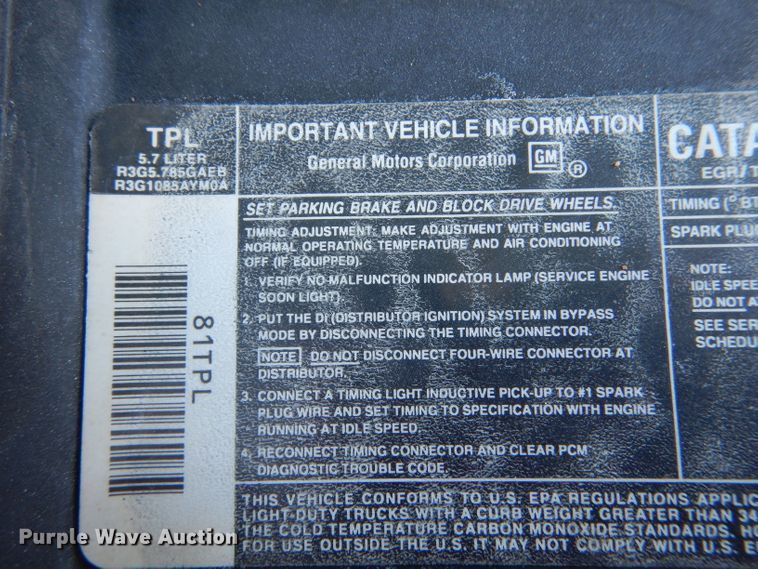 TPL
5.7 LITER
R3G5.785GAEB
R3G1085AYM0A
81TPL
IMPORTANT VEHICLE INFORMATION
General Motors Corporation GM ®
SET PARKING BRAKE AND BLOCK DRIVE WHEELS.
TIMING ADJUSTMENT: MAKE ADJUSTMENT WITH ENGINE AT
NORMAL OPERATING TEMPERATURE AND AIR CONDITIONING
OFF (IF EQUIPPED).
1. VERIFY NO MALFUNCTION INDICATOR LAMP (SERVICE ENGINE
SOON LIGHT).
2. PUT THE DI (DISTRIBUTOR IGNITION) SYSTEM IN BYPASS
MODE BY DISCONNECTING THE TIMING CONNECTOR.
NOTE DO NOT DISCONNECT FOUR-WIRE CONNECTOR AT
DISTRIBUTOR.
3. CONNECT A TIMING LIGHT INDUCTIVE PICK-UP TO #1 SPARK
PLUG WIRE AND SET TIMING TO SPECIFICATION WITH ENGINE
RUNNING AT IDLE SPEED.
4. RECONNECT TIMING CONNECTOR AND CLEAR PCM
DIAGNOSTIC TROUBLE CODE.
CATA
EGR/T
TIMING (° BT
SPARK PLU
NOTE:
IDLE SPEE
DO NOT A
SEE SER
SCHEDU
THIS VEHICLE CONFORMS TO U.S. EPA REGULATIONS APPLIC
LIGHT-DUTY TRUCKS WITH A CURB WEIGHT GREATER THAN 34
THE COLD TEMPERATURE CARBON MONOXIDE STANDARDS. HO
FOR USE OUTSIDE THE U.S. IT MAY NOT COMPLY WITH U.S. E
Purple Wave Auction